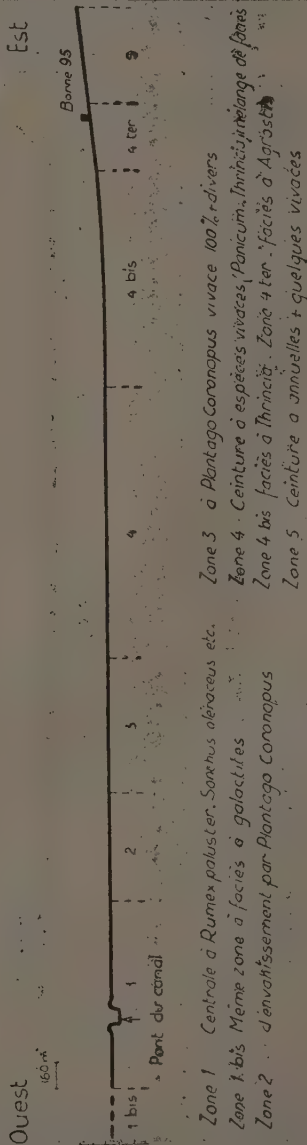 Ouest
Est
160 m
Borne 95
1 bis
1
2
3
4
4 bis
4 ter
Pont du canal
Zone 1 Centrale à Rumex paluster. Sonchus oleraceus etc.
Zone 1 bis Même zone à faciès à galactites
Zone 2 d'envahissement par Plantago Coronopus
Zone 3 à Plantago Coronopus vivace 100% + divers
Zone 4 Ceinture à espèces vivaces, Panicum, Thrincia, mélange de faciès
Zone 4 bis faciès à Thrincia. Zone 4 ter - faciès à Agrostis
Zone 5 Ceinture à annuelles + quelques vivaces